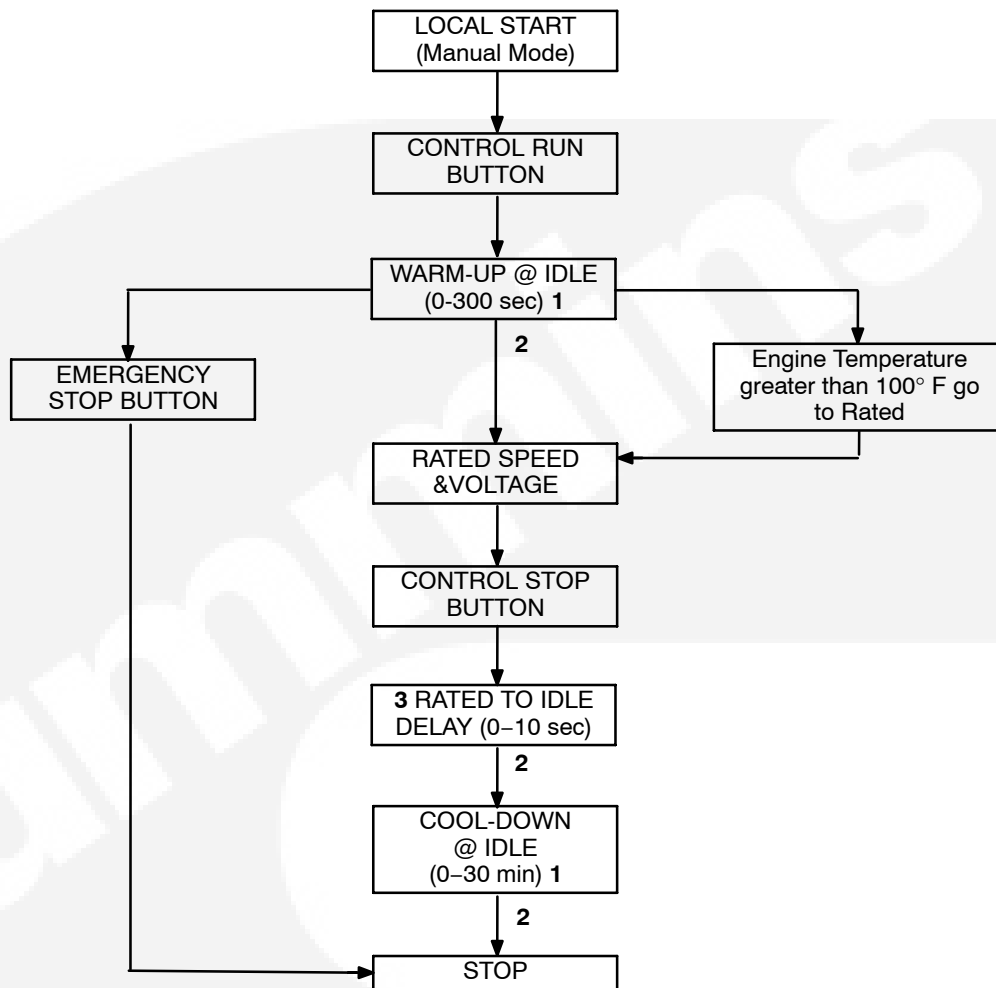 LOCAL START
(Manual Mode)
CONTROL RUN
BUTTON
WARM-UP @ IDLE
(0-300 sec) 1
2
EMERGENCY
STOP BUTTON
Engine Temperature
greater than 100° F go
to Rated
RATED SPEED
&VOLTAGE
CONTROL STOP
BUTTON
3 RATED TO IDLE
DELAY (0–10 sec)
2
COOL-DOWN
@ IDLE
(0–30 min) 1
2
STOP
ummins